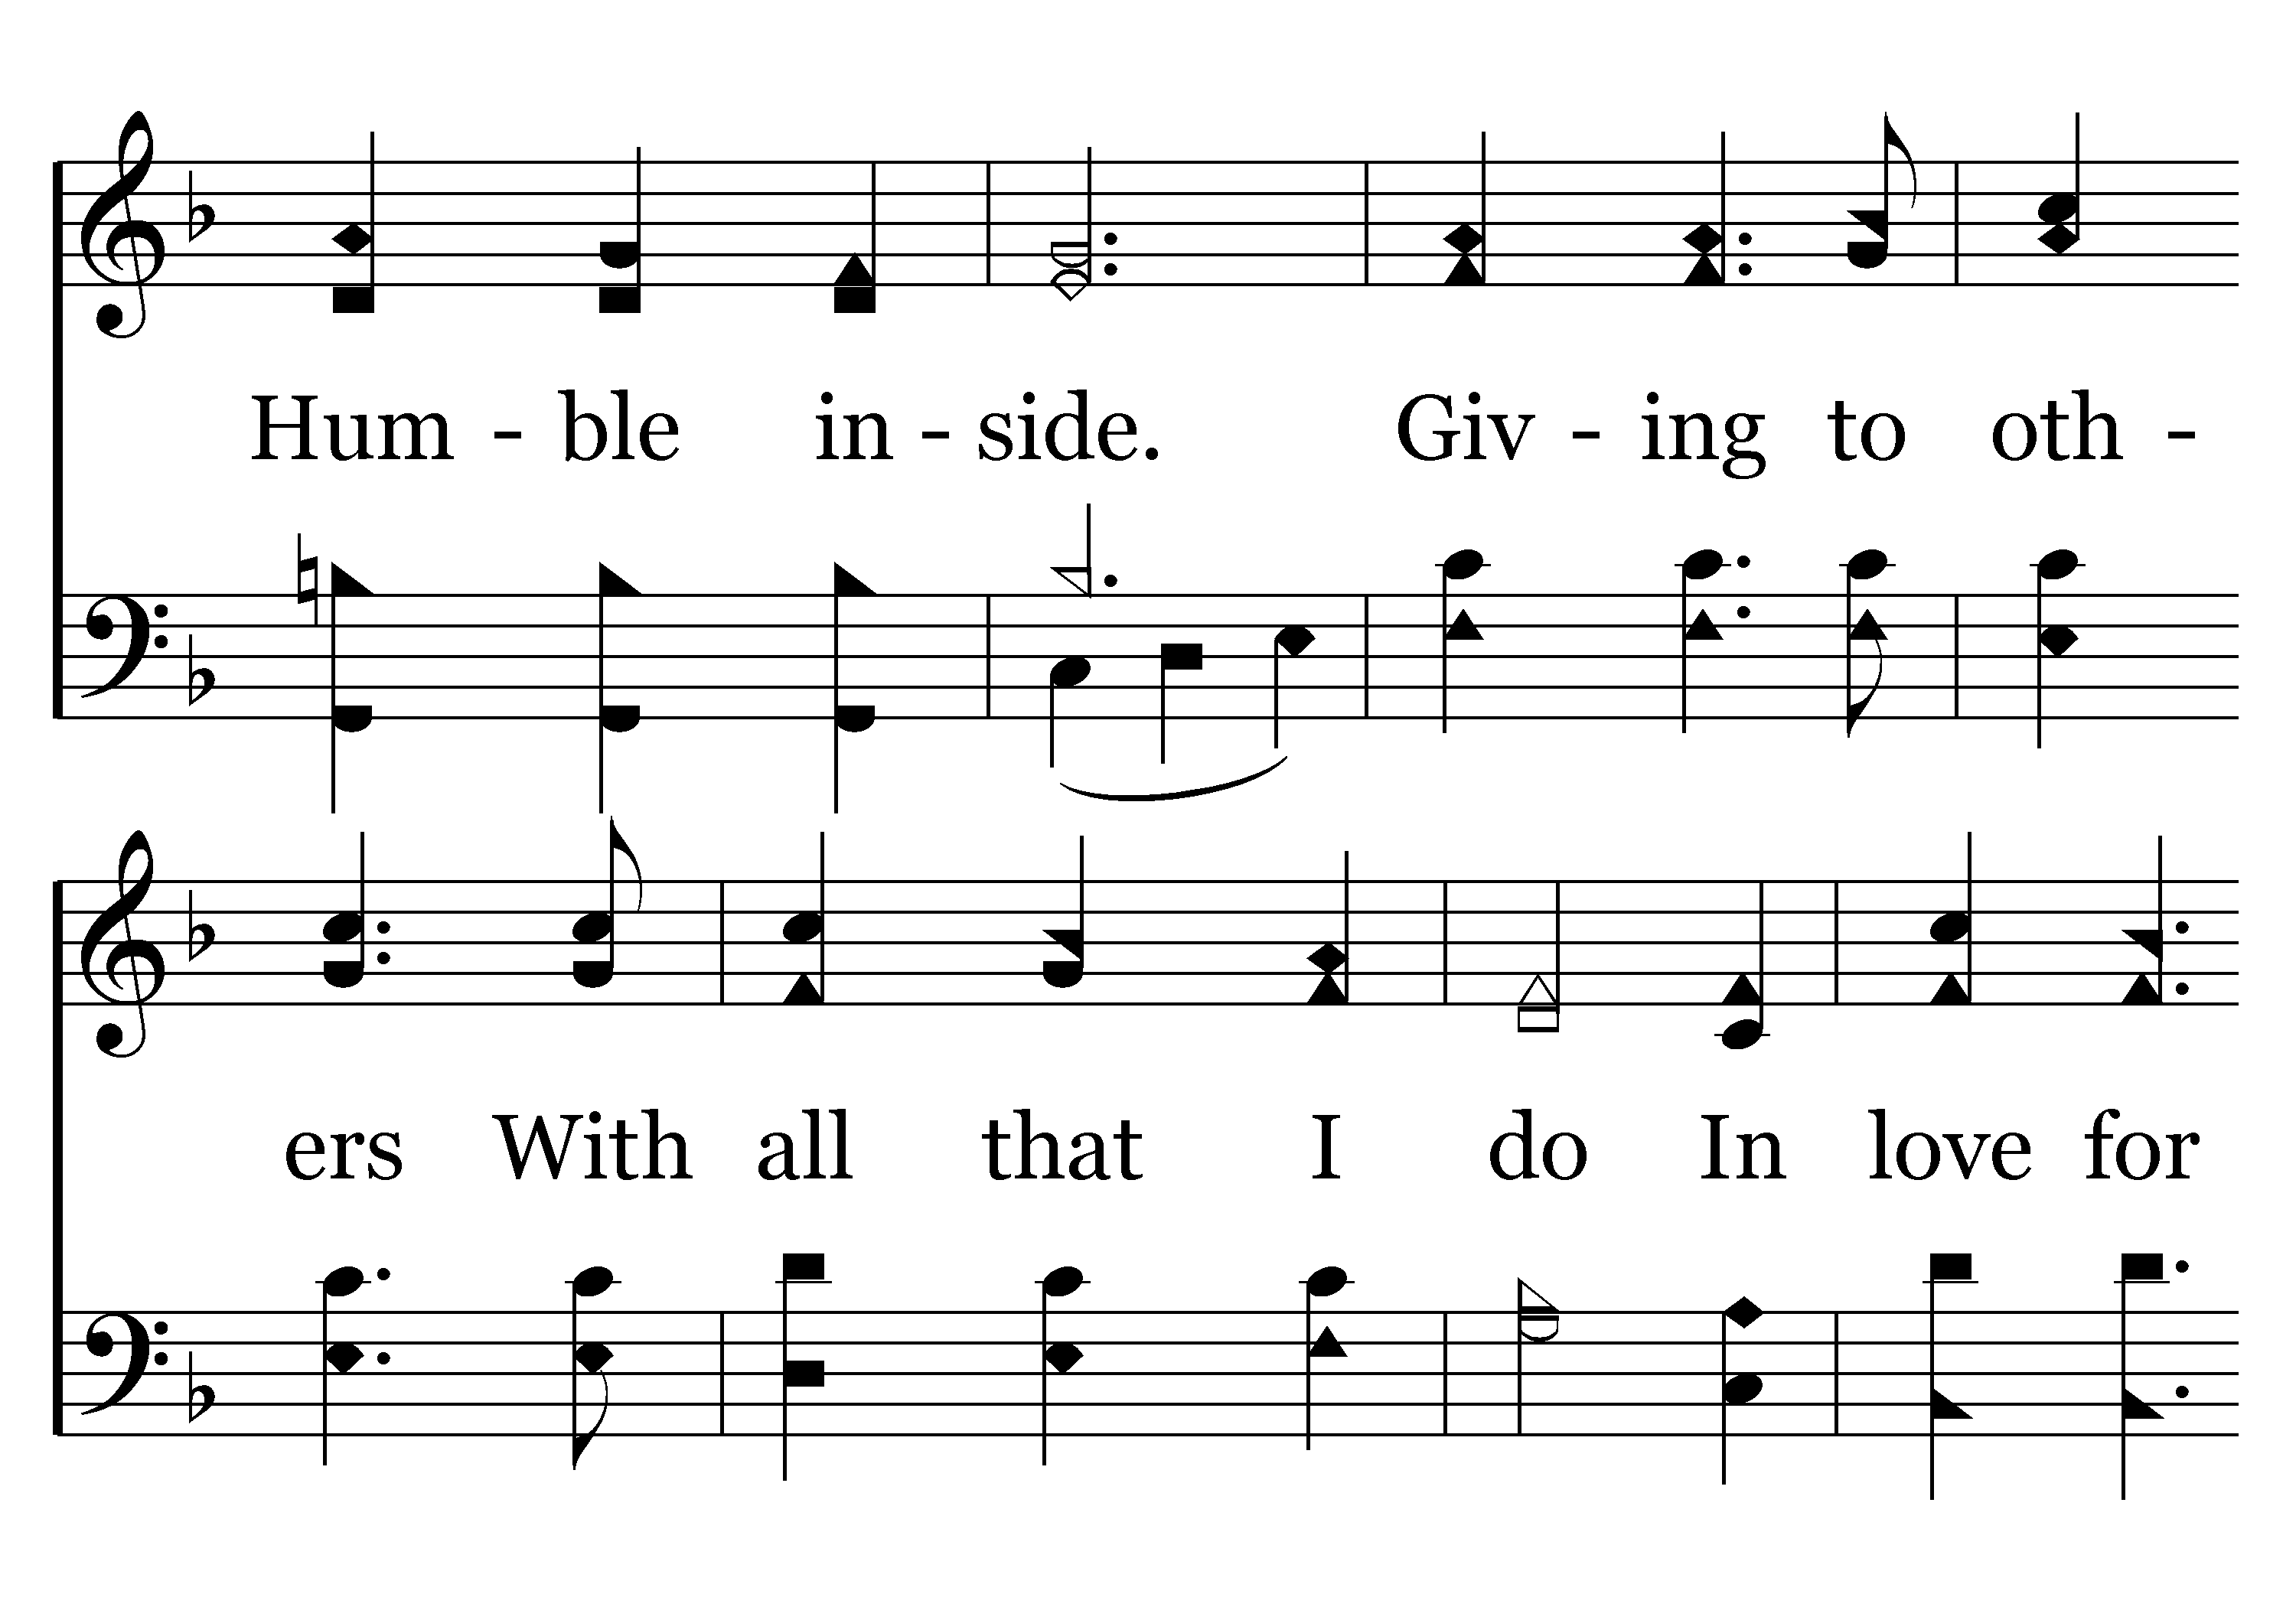 Hum - ble in - side. Giv - ing to oth -
ers With all that I do In love for